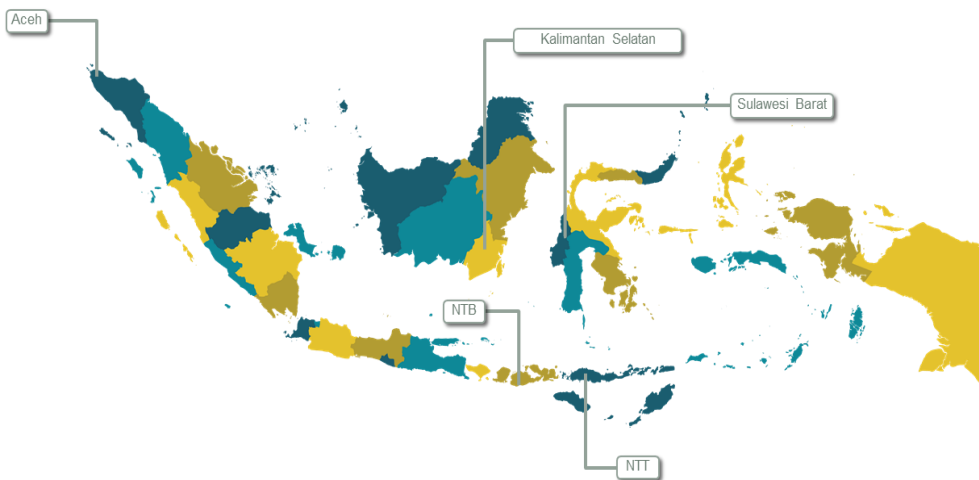 Aceh
Kalimantan Selatan
Sulawesi Barat
NTB
NTT